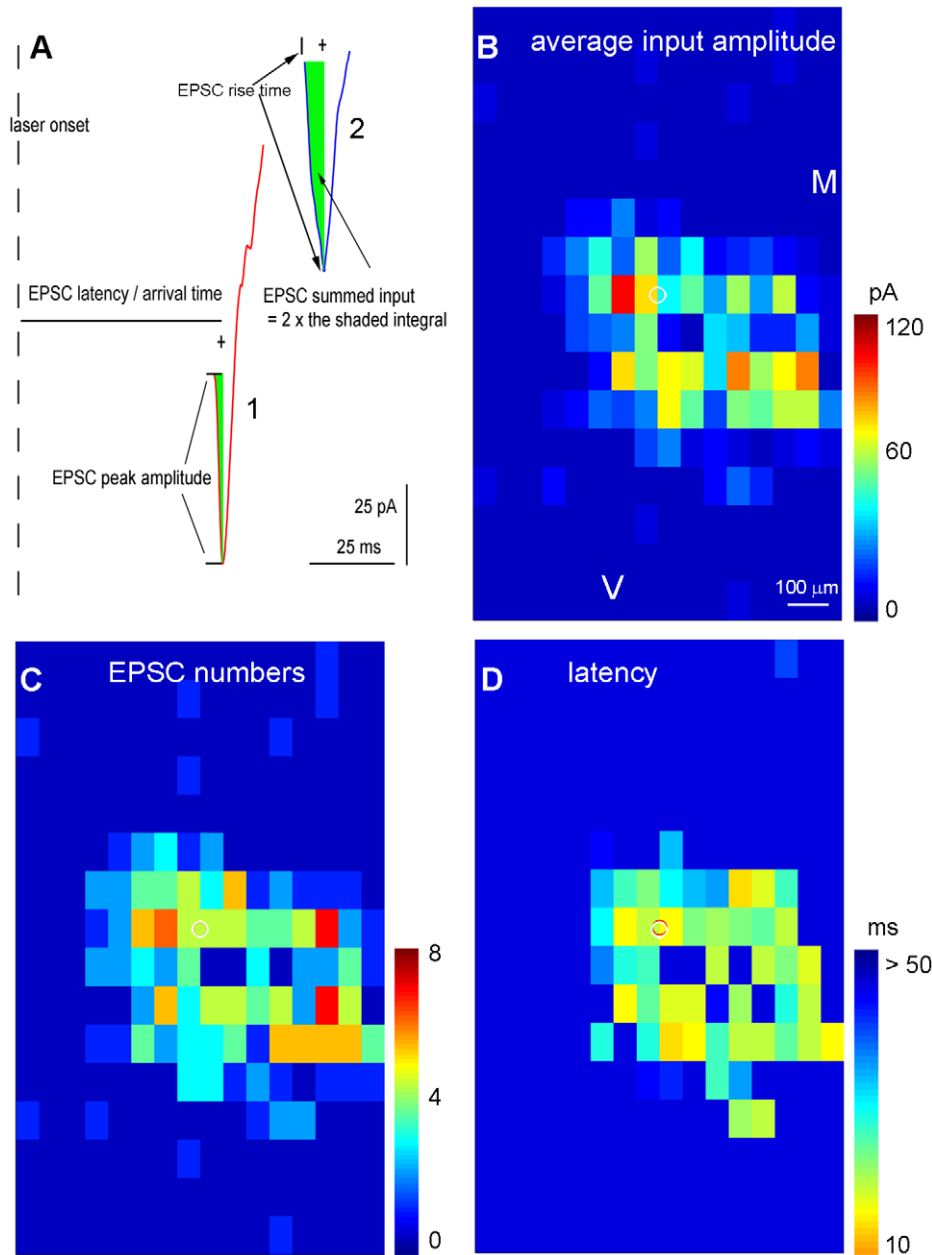 A
laser onset
EPSC rise time
+
2
EPSC latency / arrival time
EPSC summed input
= 2 x the shaded integral
+
1
EPSC peak amplitude
25 pA
25 ms
B
average input amplitude
M
V
100 μm
pA
120
60
0
C
EPSC numbers
8
4
0
D
latency
ms
> 50
10